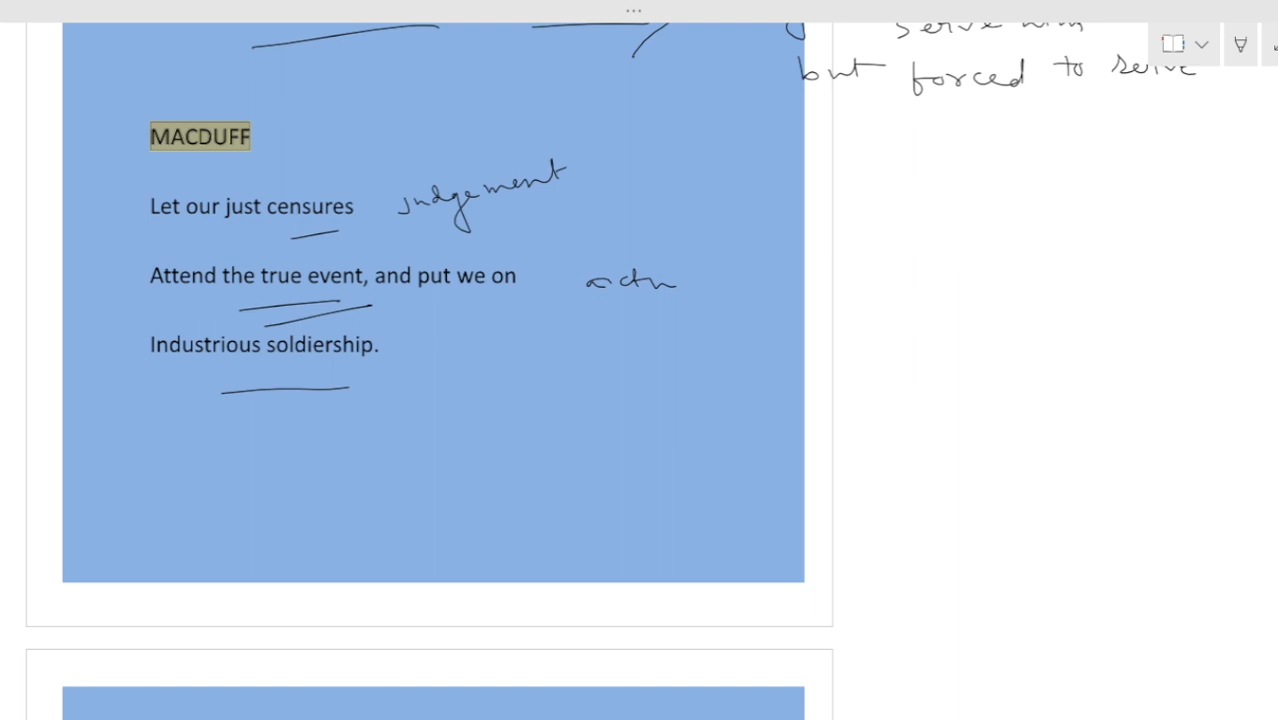 serve him
but forced to serve
MACDUFF
Let our just censures judgement
Attend the true event, and put we on
Industrious soldiership.